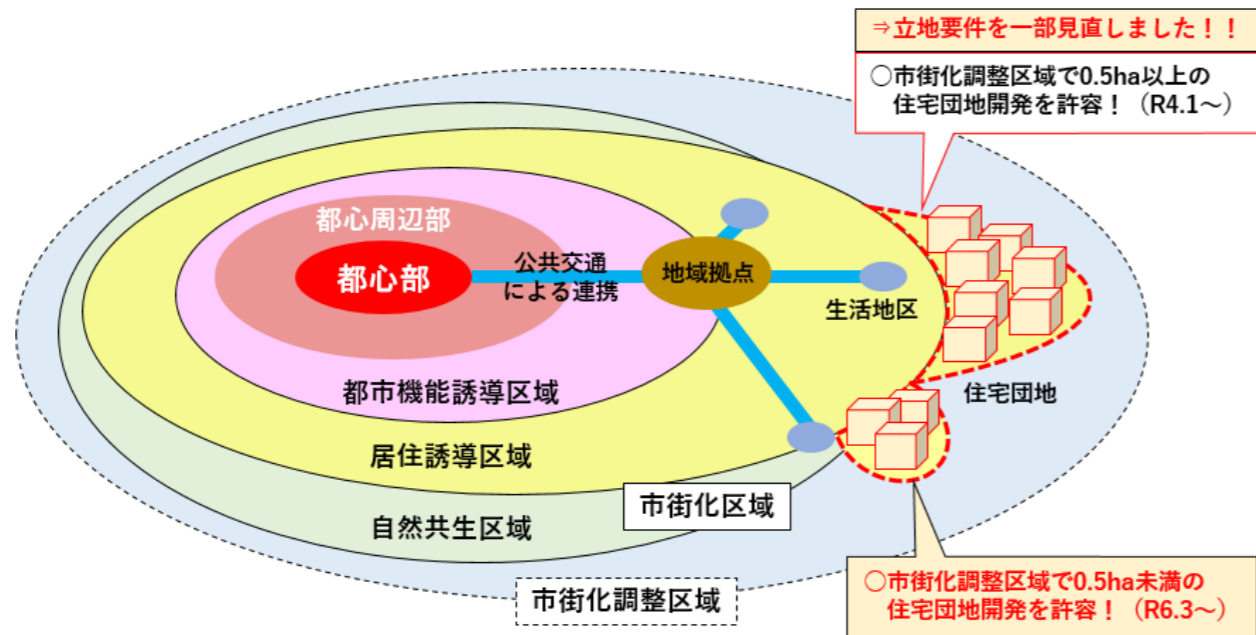 ⇒立地要件を一部見直しました！！
○市街化調整区域で0.5ha以上の
住宅団地開発を許容！（R4.1～）
都心周辺部
都心部
公共交通
による連携
地域拠点
生活地区
住宅団地
都市機能誘導区域
居住誘導区域
市街化区域
自然共生区域
市街化調整区域
○市街化調整区域で0.5ha未満の
住宅団地開発を許容！（R6.3～）